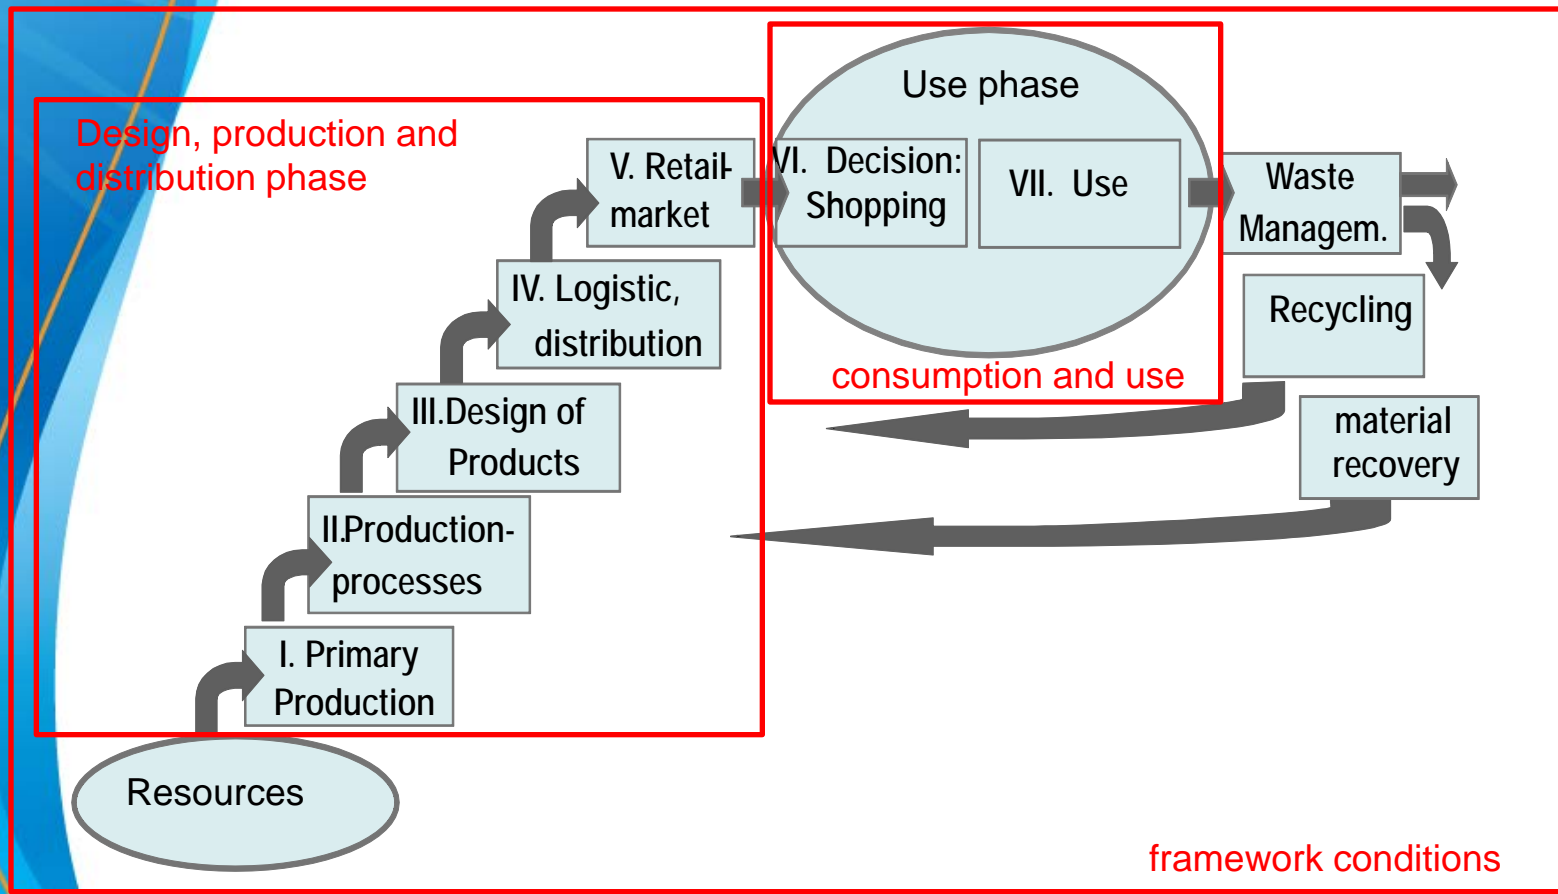 Use phase
Design, production and
distribution phase
V. Retail-
market
VI. Decision:
Shopping
VII. Use
Waste
Managem.
IV. Logistic,
distribution
Recycling
consumption and use
III.Design of
Products
material
recovery
II.Production-
processes
I. Primary
Production
Resources
framework conditions